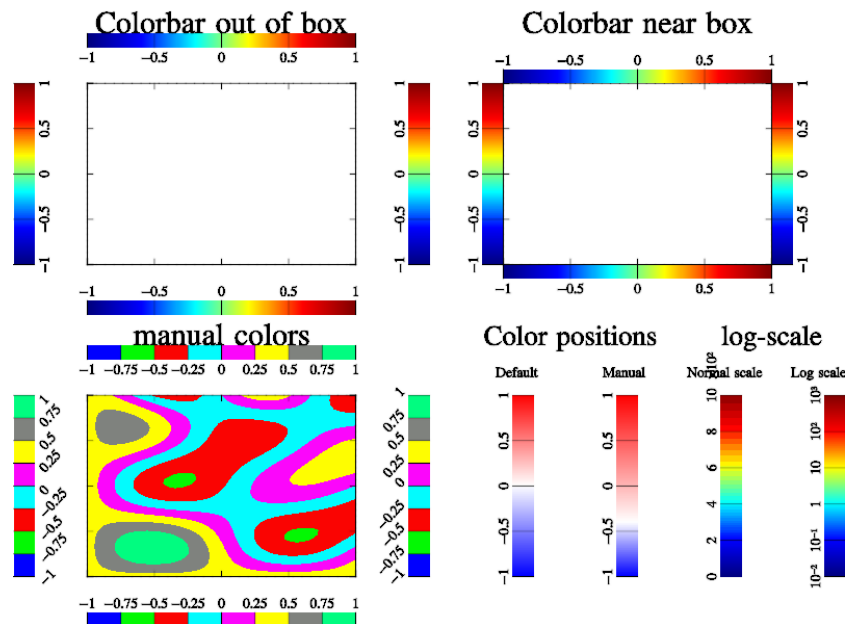 Colorbar out of box
Colorbar near box
−1 −0.5 0 0.5 1
−1 −0.5 0 0.5 1
−1 −0.5 0 0.5 1
−1 −0.5 0 0.5 1
−1 −0.5 0 0.5 1
−1 −0.5 0 0.5 1
−1 −0.5 0 0.5 1
−1 −0.5 0 0.5 1
manual colors
−1 −0.75 −0.5 −0.25 0 0.25 0.5 0.75 1
−1 −0.75 −0.5 −0.25 0 0.25 0.5 0.75 1
−1 −0.75 −0.5 −0.25 0 0.25 0.5 0.75 1
−1 −0.75 −0.5 −0.25 0 0.25 0.5 0.75 1
Color positions
log-scale
Default
Manual
Normal scale
Log scale
−1 −0.5 0 0.5 1
−1 −0.5 0 0.5 1
0 2 4 6 8 10 *10²
10⁻² 10⁻¹ 1 10¹ 10² 10³